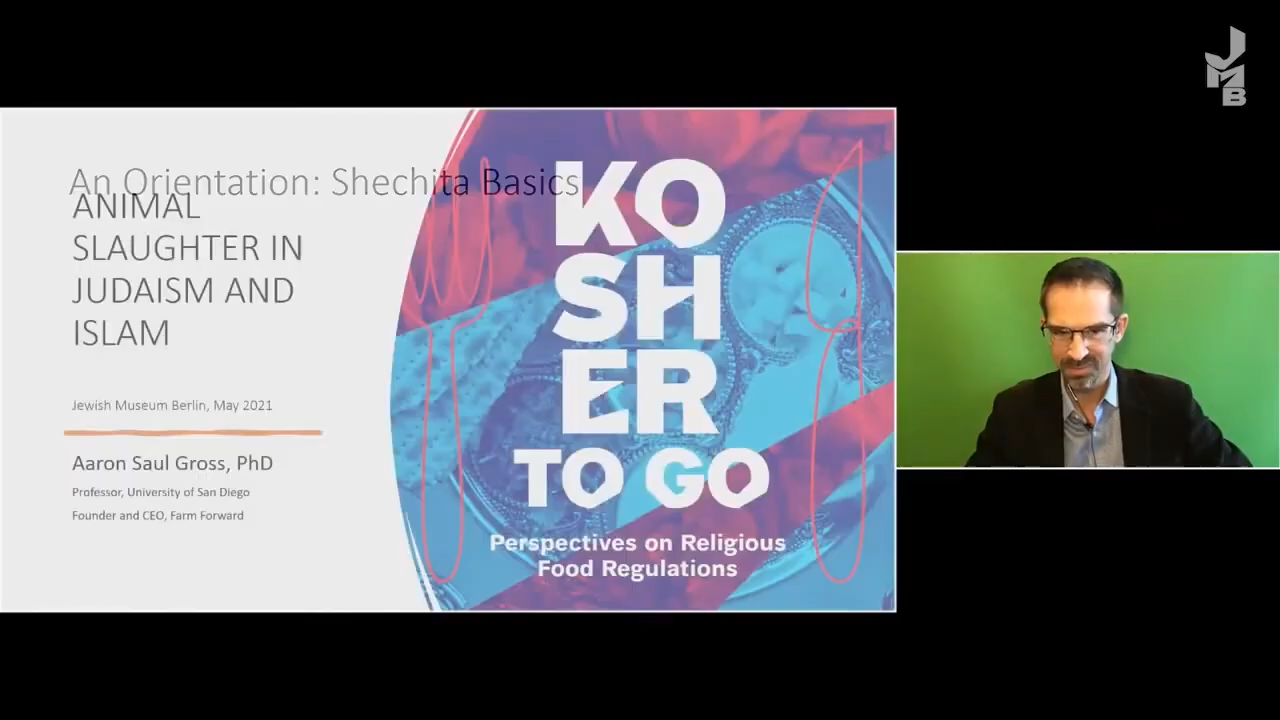 An Orientation: Shechita Basics
ANIMAL
SLAUGHTER IN
JUDAISM AND
ISLAM
Jewish Museum Berlin, May 2021
Aaron Saul Gross, PhD
Professor, University of San Diego
Founder and CEO, Farm Forward
KO
SH
ER
TO GO
Perspectives on Religious
Food Regulations
JMB